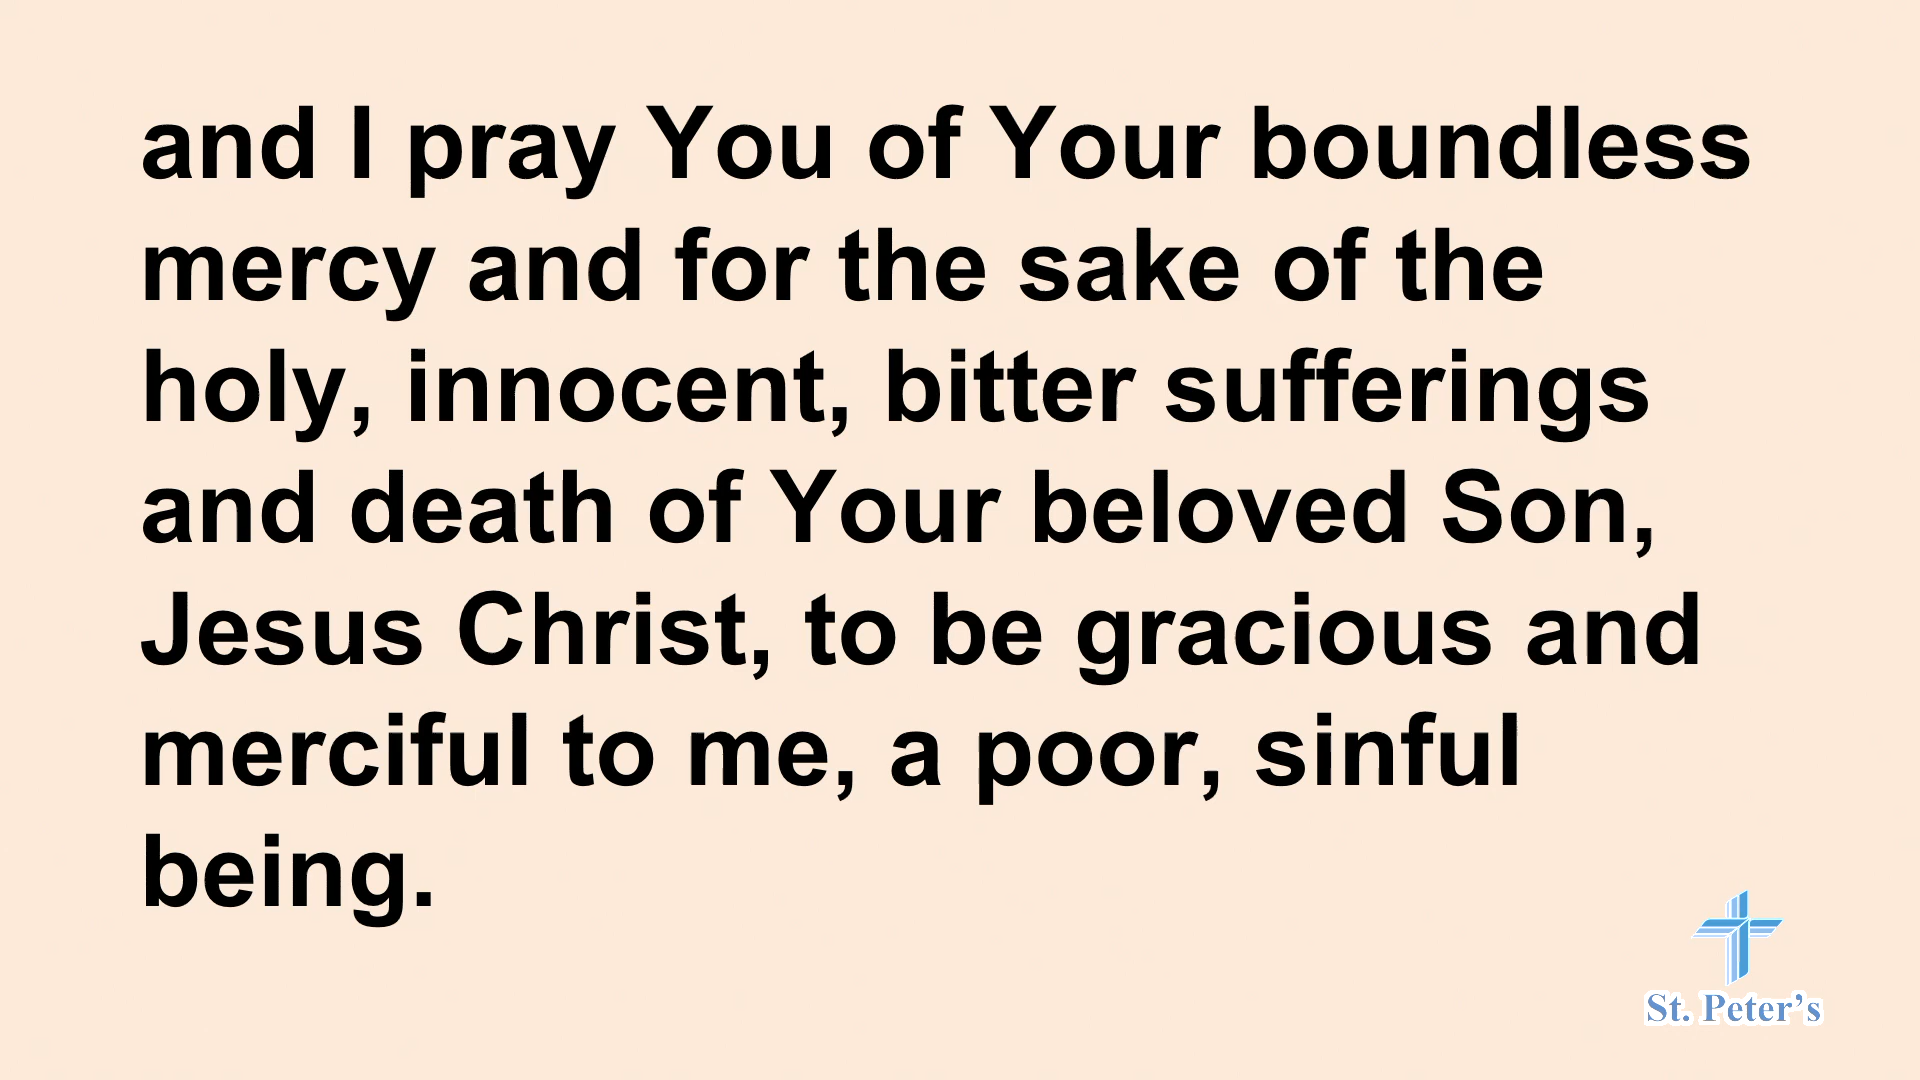 and I pray You of Your boundless
mercy and for the sake of the
holy, innocent, bitter sufferings
and death of Your beloved Son,
Jesus Christ, to be gracious and
merciful to me, a poor, sinful
being.
St. Peter’s